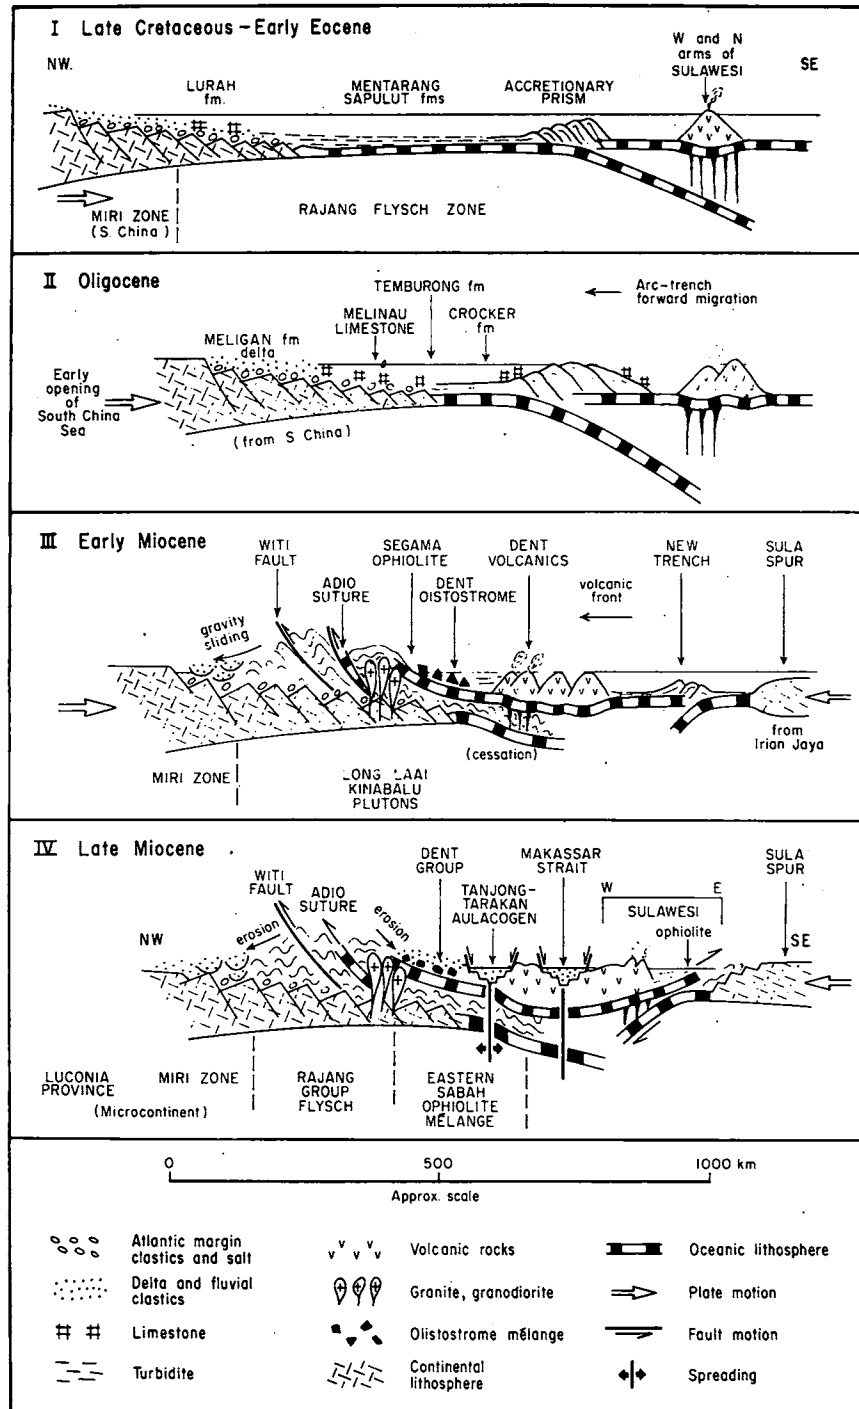 I Late Cretaceous – Early Eocene
NW.
LURAH
fm.
MENTARANG
SAPULUT fms
ACCRETIONARY
PRISM
W and N
arms of
SULAWESI
SE
MIRI ZONE
(S. China)
RAJANG FLYSCH ZONE
II Oligocene
TEMBURONG fm
Arc-trench
forward migration
MELINAU
LIMESTONE
CROCKER
fm
MELIGAN fm
delta
Early
opening
of
South China
Sea
(from S China)
III Early Miocene
WITI
FAULT
SEGAMA
OPHIOLITE
DENT
VOLCANICS
NEW
TRENCH
SULA
SPUR
ADIO
SUTURE
DENT
OISTOSTROME
volcanic
front
gravity
sliding
(cessation)
from
Irian Jaya
MIRI ZONE
LONG LAAI
KINABALU
PLUTONS
IV Late Miocene
DENT
GROUP
MAKASSAR
STRAIT
SULA
SPUR
WITI
FAULT
ADIO
SUTURE
TANJONG-
TARAKAN
AULACOGEN
W E
SULAWESI
ophiolite
NW
erosion
erosion
SE
LUCONIA
PROVINCE
MIRI ZONE
(Microcontinent)
RAJANG
GROUP
FLYSCH
EASTERN
SABAH
OPHIOLITE
MÉLANGE
0 500 1000 km
Approx. scale
Atlantic margin
clastics and salt
Volcanic rocks
Oceanic lithosphere
Delta and fluvial
clastics
Granite, granodiorite
Plate motion
Limestone
Olistostrome mélange
Fault motion
Turbidite
Continental
lithosphere
Spreading